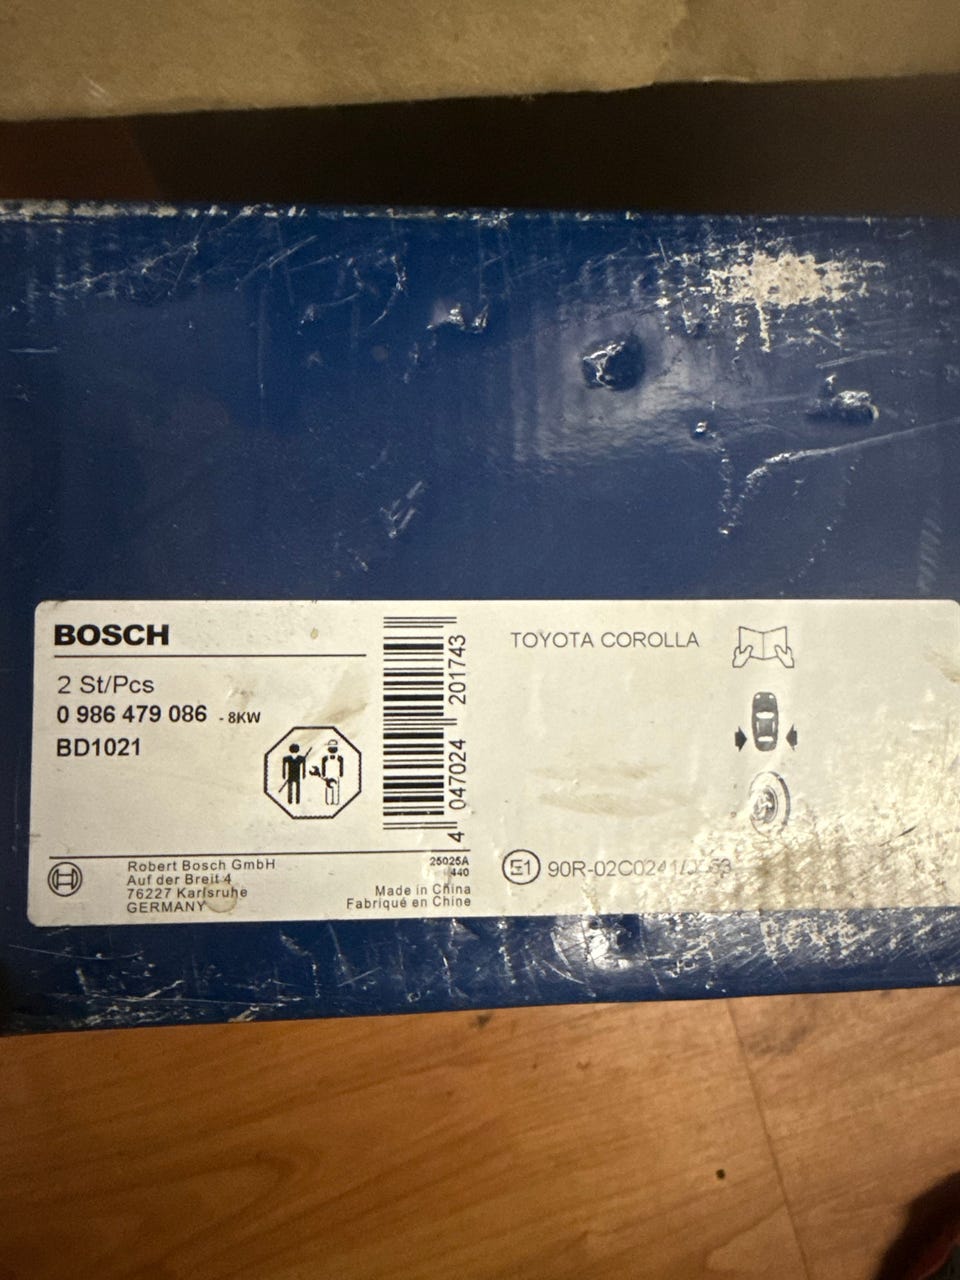 BOSCH
2 St/Pcs
0 986 479 086 - 8KW
BD1021
4 047024 201743
TOYOTA COROLLA
Robert Bosch GmbH
Auf der Breit 4
76227 Karlsruhe
GERMANY
25025A
440
Made in China
Fabriqué en Chine
E1